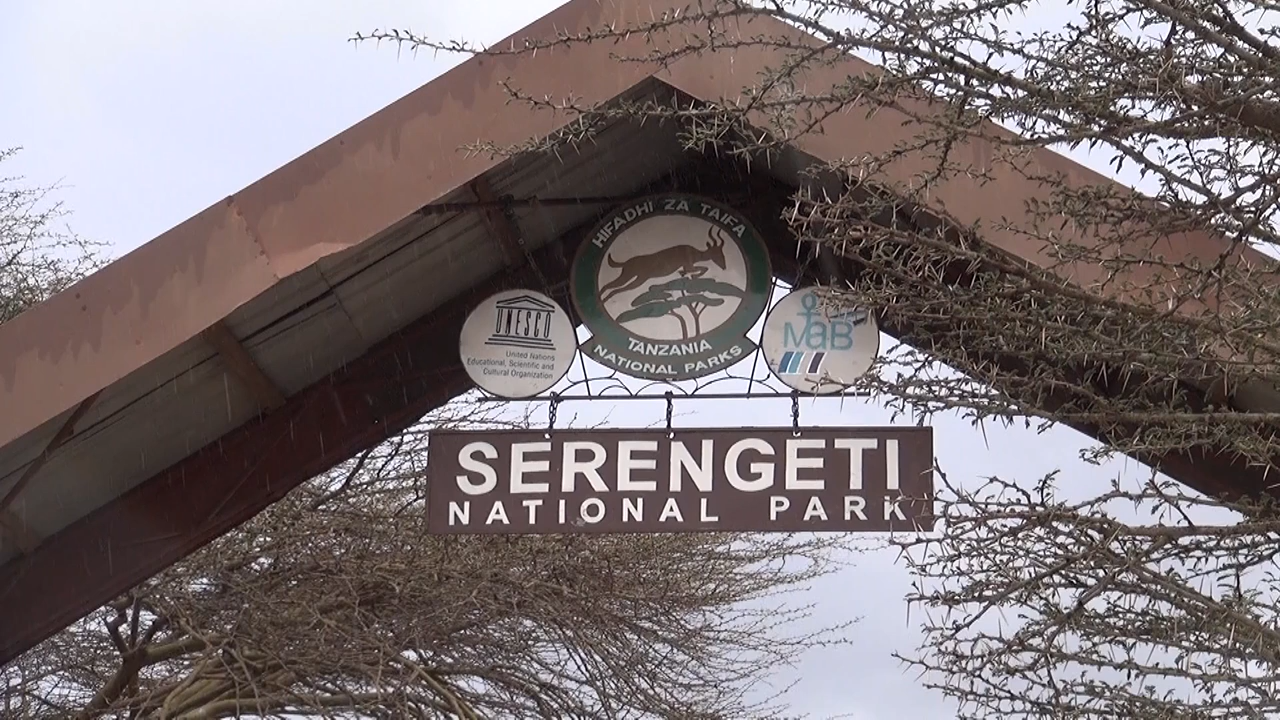 HIFADHI ZA TAIFA
TANZANIA
NATIONAL PARKS
UNESCO
United Nations
Educational, Scientific and
Cultural Organization
MaB
SERENGETI
NATIONAL PARK